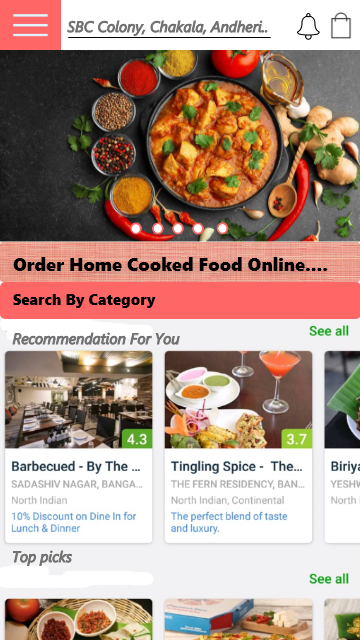 SBC Colony, Chakala, Andheri..
Order Home Cooked Food Online....
Search By Category
See all
Recommendation For You
4.3
3.7
Barbecued - By The ...
Tingling Spice - The...
Biriya
SADASHIV NAGAR, BANGA...
THE FERN RESIDENCY, BAN...
YESHW
North Indian
North Indian, Continental
North I
10% Discount on Dine In for
Lunch & Dinner
The perfect blend of taste
and luxury.
Top picks
See all